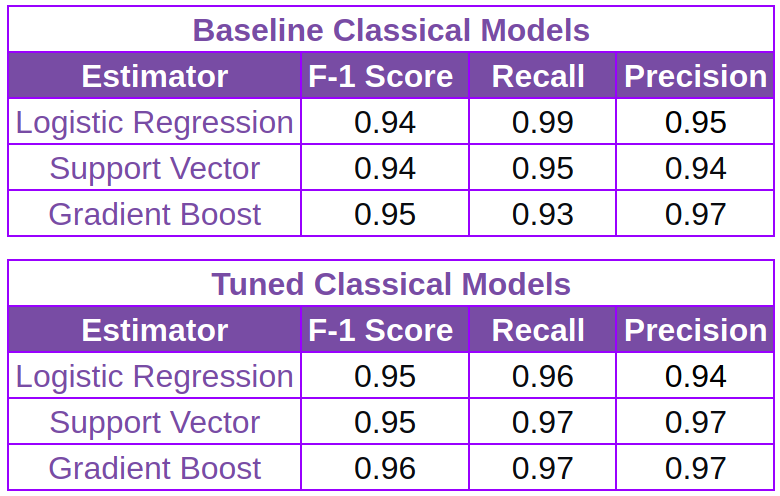 Baseline Classical Models
Estimator F-1 Score Recall Precision
Logistic Regression 0.94 0.99 0.95
Support Vector 0.94 0.95 0.94
Gradient Boost 0.95 0.93 0.97
Tuned Classical Models
Estimator F-1 Score Recall Precision
Logistic Regression 0.95 0.96 0.94
Support Vector 0.95 0.97 0.97
Gradient Boost 0.96 0.97 0.97